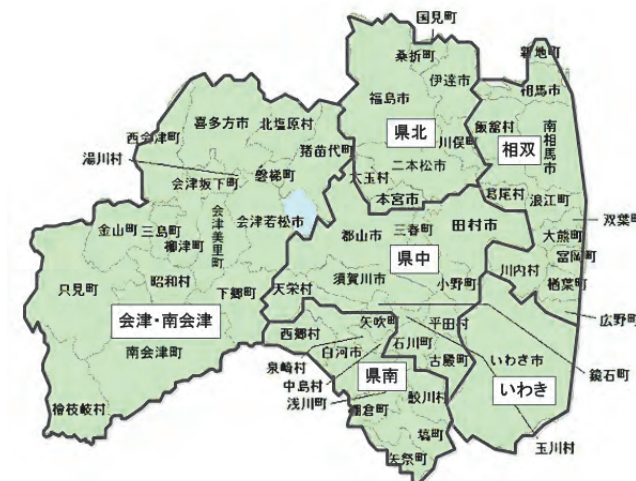 国見町
桑折町
伊達市
福島市
県北
川俣町
二本松市
大玉村
本宮市
新地町
相馬市
飯舘村
相双
南相馬市
葛尾村
浪江町
双葉町
大熊町
富岡町
川内村
楢葉町
広野町
喜多方市
北塩原村
西会津町
猪苗代町
湯川村
磐梯町
会津坂下町
会津若松市
会津美里町
金山町
三島町
柳津町
昭和村
只見町
下郷町
会津・南会津
南会津町
檜枝岐村
郡山市
三春町
田村市
県中
須賀川市
小野町
天栄村
平田村
石川町
古殿町
鏡石町
玉川村
西郷村
矢吹町
白河市
泉崎村
中島村
県南
浅川町
棚倉町
鮫川村
塙町
矢祭町
いわき市
いわき